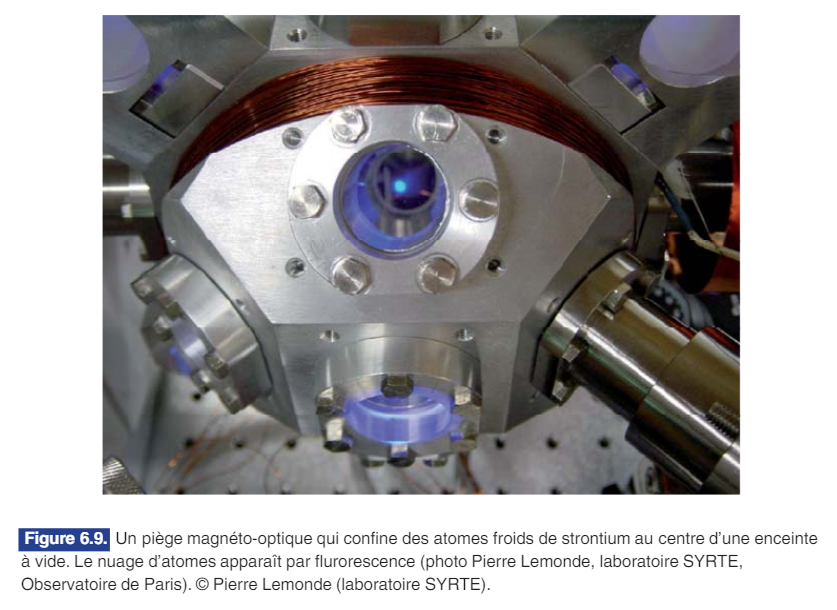 Figure 6.9. Un piège magnéto-optique qui confine des atomes froids de strontium au centre d'une enceinte
à vide. Le nuage d'atomes apparaît par flurorescence (photo Pierre Lemonde, laboratoire SYRTE,
Observatoire de Paris). © Pierre Lemonde (laboratoire SYRTE).